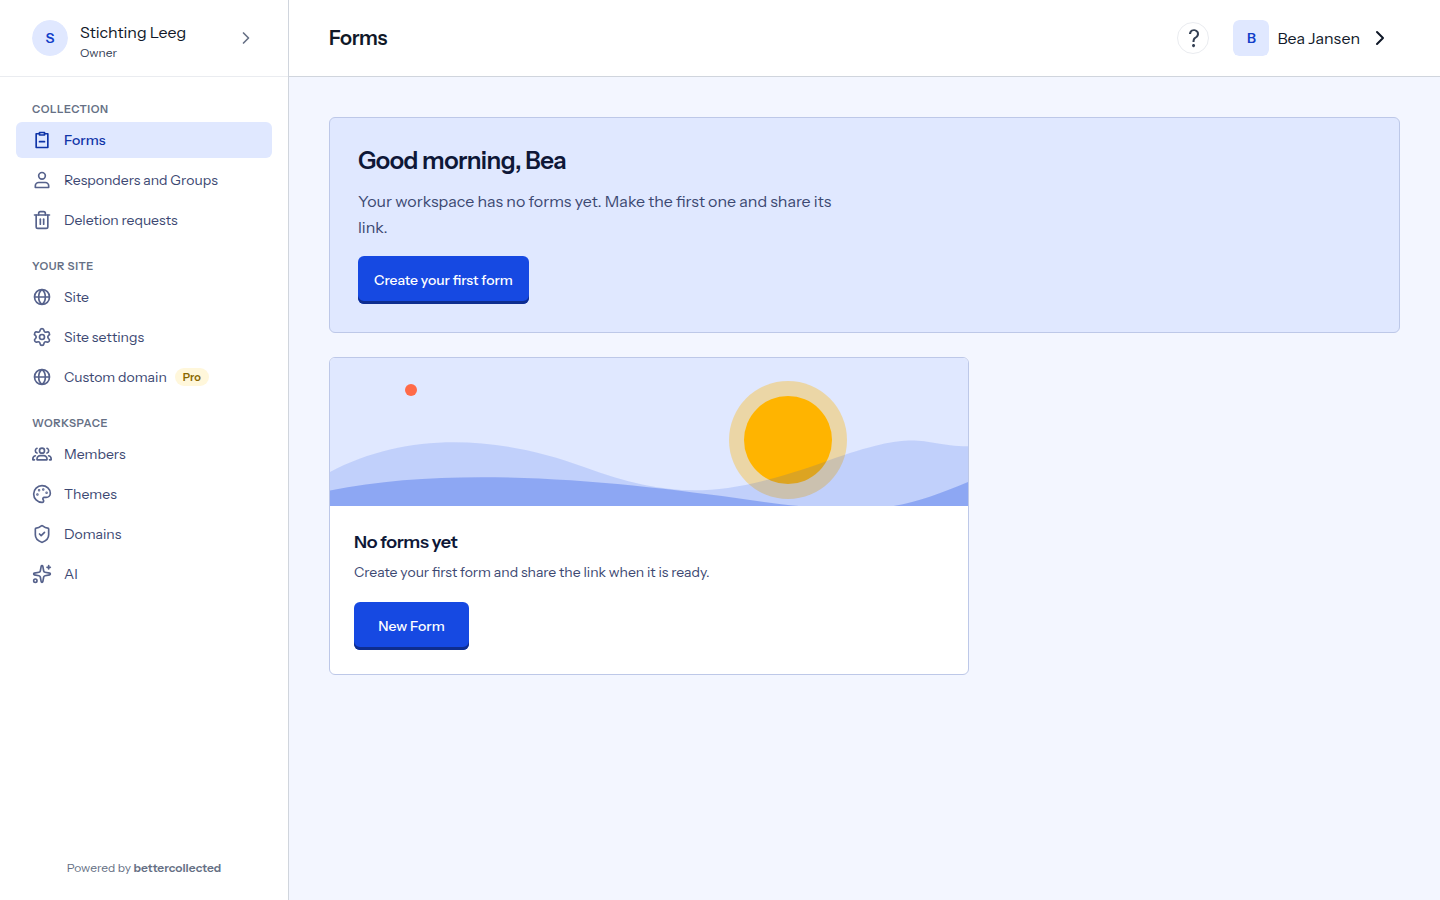 S
Stichting Leeg
Owner
Forms
?
B
Bea Jansen
COLLECTION
Forms
Responders and Groups
Deletion requests
YOUR SITE
Site
Site settings
Custom domain Pro
WORKSPACE
Members
Themes
Domains
AI
Powered by bettercollected
Good morning, Bea
Your workspace has no forms yet. Make the first one and share its
link.
Create your first form
No forms yet
Create your first form and share the link when it is ready.
New Form